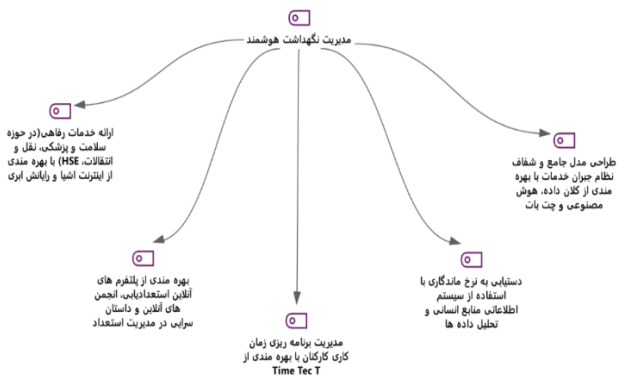 مدیریت نگهداشت هوشمند
طراحی مدل جامع و شفاف
نظام جبران خدمات با بهره
مندی از کلان داده، هوش
مصنوعی و چت بات
دستیابی به نرخ ماندگاری با
استفاده از سیستم
اطلاعاتی منابع انسانی و
تحلیل داده ها
مدیریت برنامه ریزی زمان
کاری کارکنان با بهره مندی از
Time Tec T
بهره مندی از پلتفرم های
آنلاین استعدادیابی، انجمن
های آنلاین و داستان
سرایی در مدیریت استعداد
ارائه خدمات رفاهی(در حوزه
سلامت و پزشکی، نقل و
انتقالات، HSE) با بهره مندی
از اینترنت اشیا و رایانش ابری